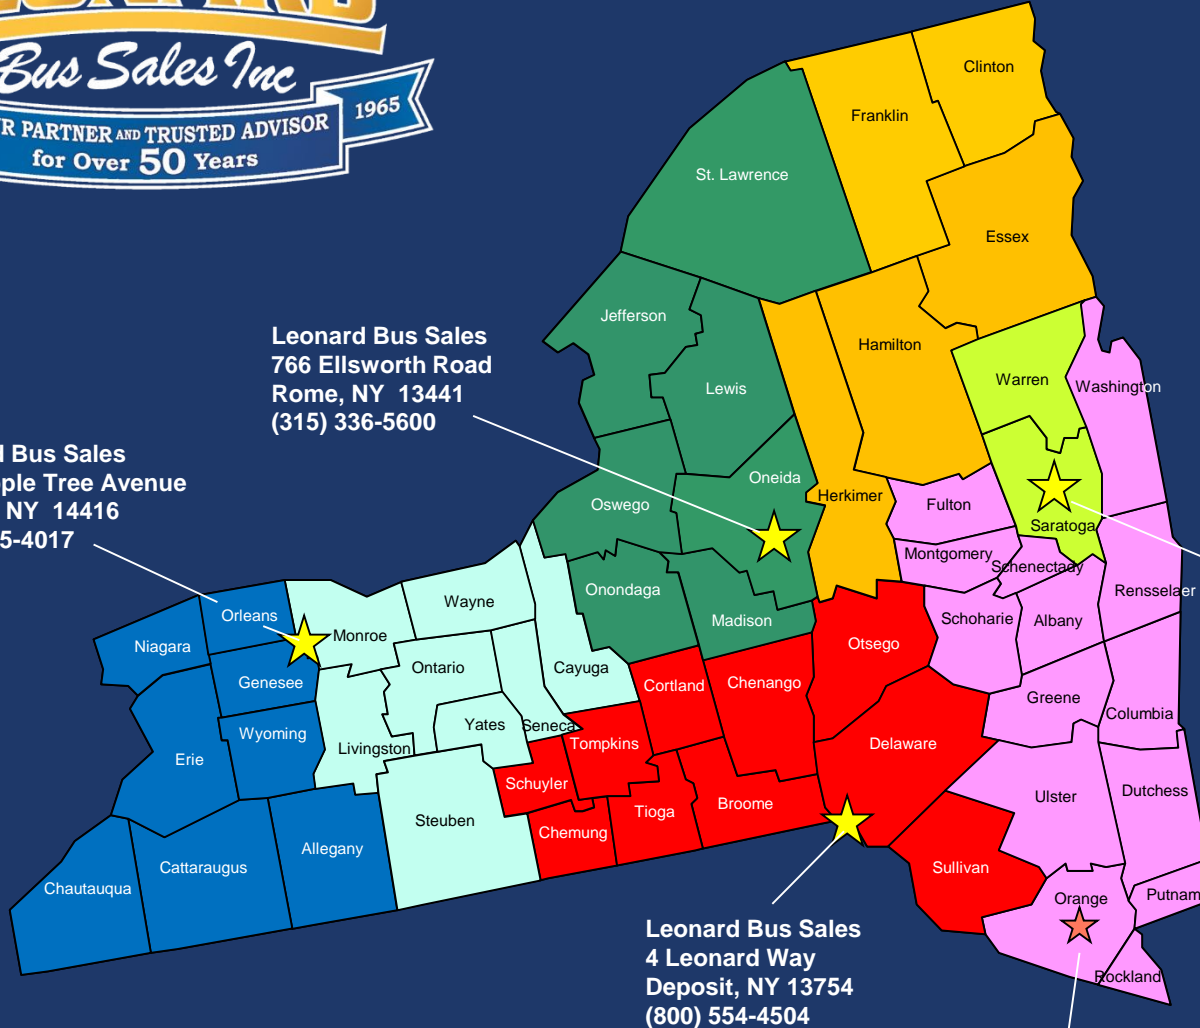 Bus Sales Inc
PARTNER AND TRUSTED ADVISOR
1965
for Over 50 Years
Clinton
Franklin
St. Lawrence
Essex
Jefferson
Hamilton
Leonard Bus Sales
766 Ellsworth Road
Rome, NY 13441
(315) 336-5600
Lewis
Warren
Washington
Bus Sales
Tree Avenue
NY 14416
5-4017
Oneida
Oswego
Herkimer
Fulton
Saratoga
Montgomery
Schenectady
Onondaga
Rensselaer
Wayne
Orleans
Madison
Schoharie
Albany
Monroe
Niagara
Otsego
Ontario
Cayuga
Genesee
Cortland
Chenango
Greene
Columbia
Yates
Seneca
Wyoming
Livingston
Tompkins
Delaware
Erie
Schuyler
Ulster
Dutchess
Steuben
Chemung
Tioga
Broome
Allegany
Cattaraugus
Sullivan
Chautauqua
Orange
Putnam
Leonard Bus Sales
4 Leonard Way
Deposit, NY 13754
(800) 554-4504
Rockland